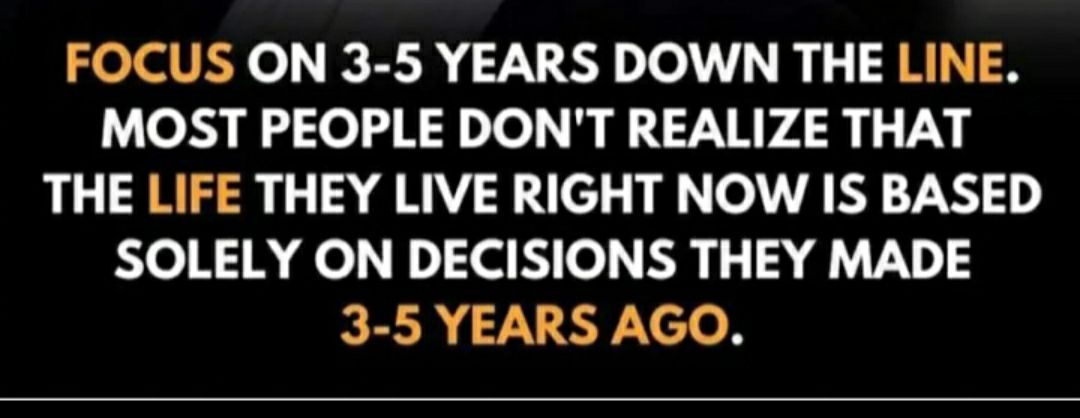 FOCUS ON 3-5 YEARS DOWN THE LINE.
MOST PEOPLE DON'T REALIZE THAT
THE LIFE THEY LIVE RIGHT NOW IS BASED
SOLELY ON DECISIONS THEY MADE
3-5 YEARS AGO.